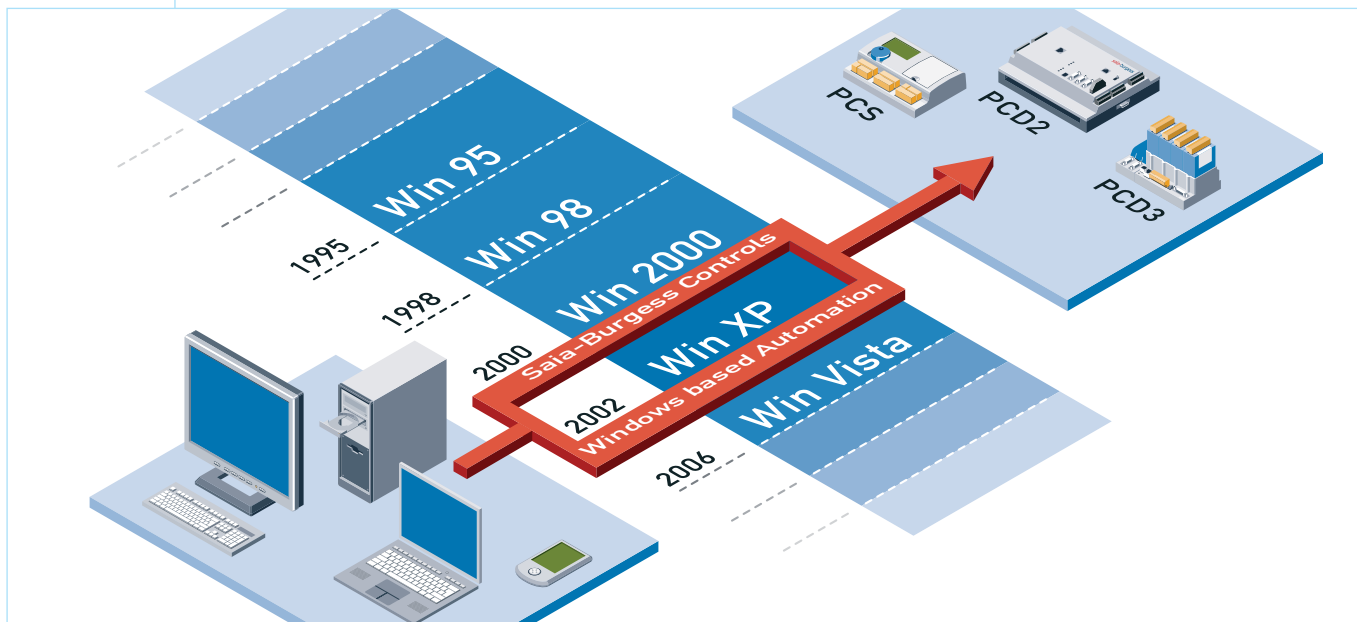 PCS
PCD2
PCD3
Win 95
1995
Win 98
1998
Win 2000
2000
Saia-Burgess Controls
Win XP
2002
Windows based Automation
Win Vista
2006